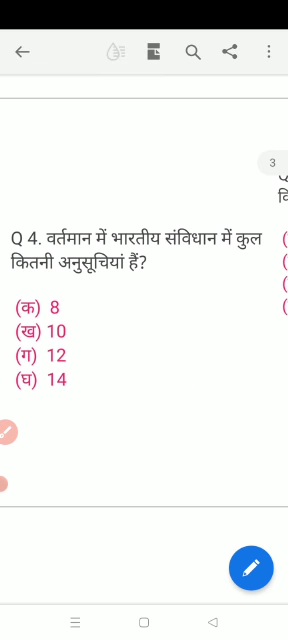 3
Q 4. वर्तमान में भारतीय संविधान में कुल
कितनी अनुसूचियां हैं?
(क) 8
(ख) 10
(ग) 12
(घ) 14